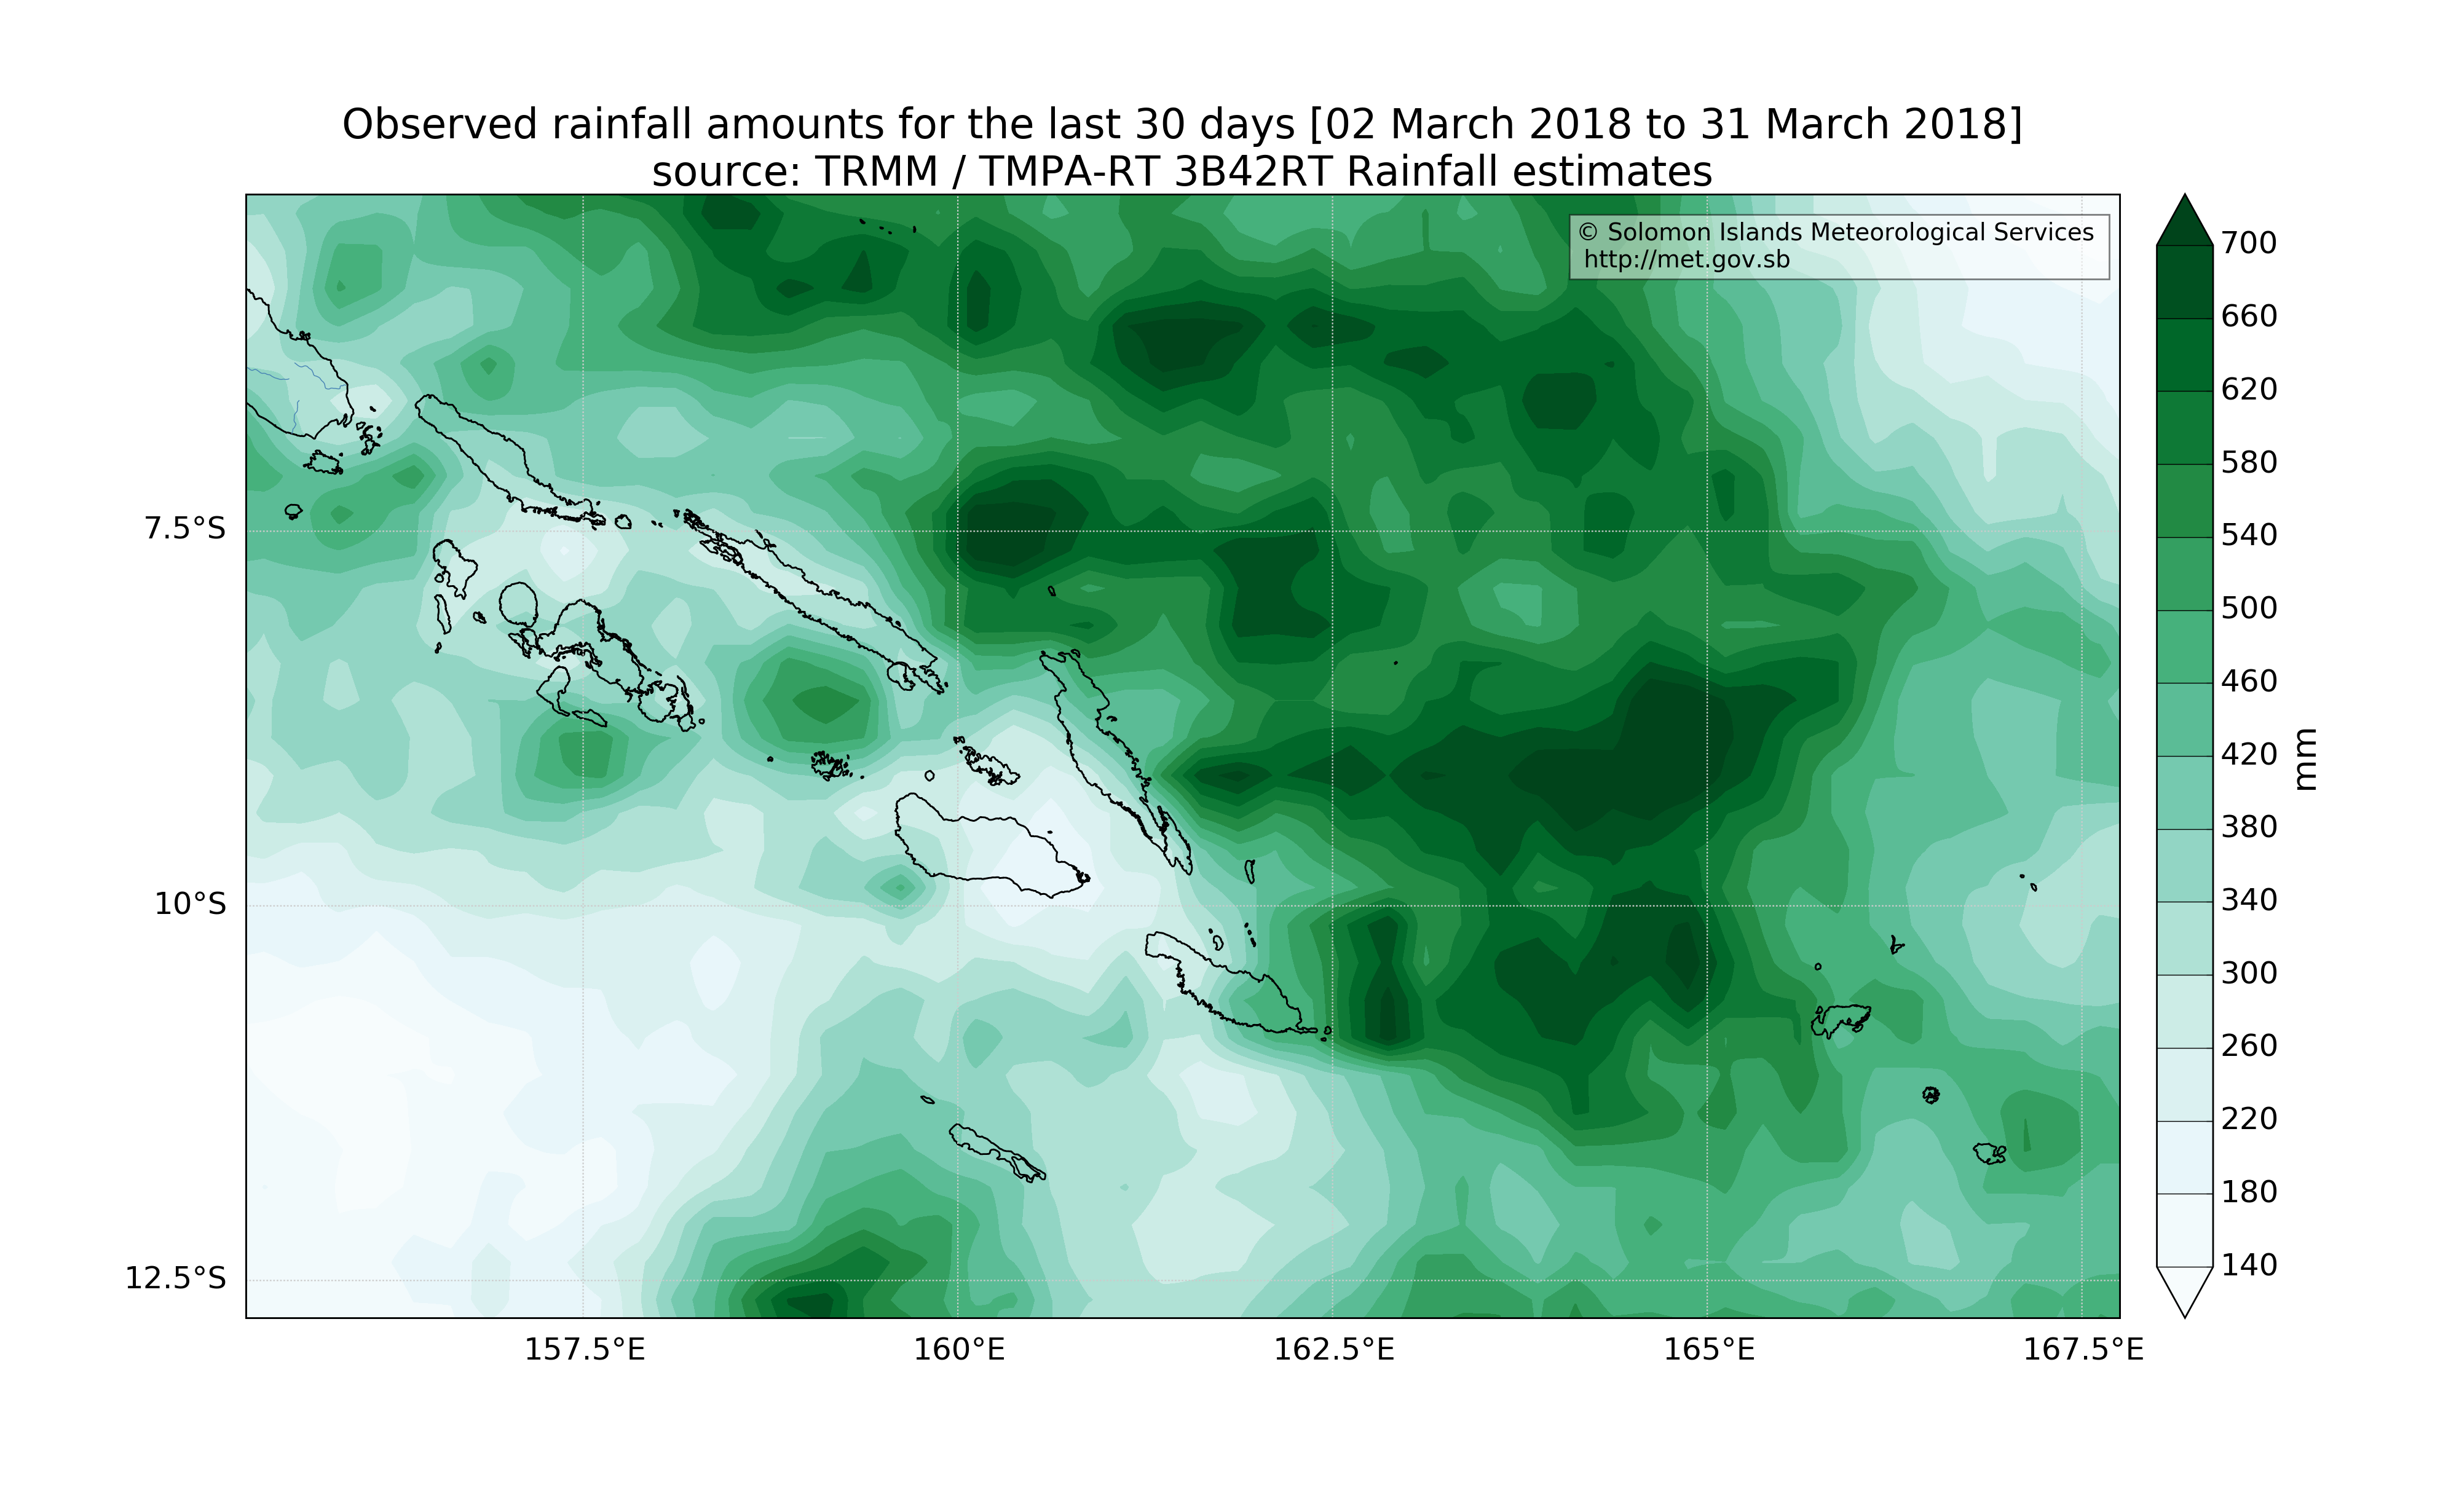 Observed rainfall amounts for the last 30 days [02 March 2018 to 31 March 2018]
source: TRMM / TMPA-RT 3B42RT Rainfall estimates
© Solomon Islands Meteorological Services
http://met.gov.sb
7.5°S
10°S
12.5°S
157.5°E
160°E
162.5°E
165°E
167.5°E
700
660
620
580
540
500
460
420
380
340
300
260
220
180
140
mm